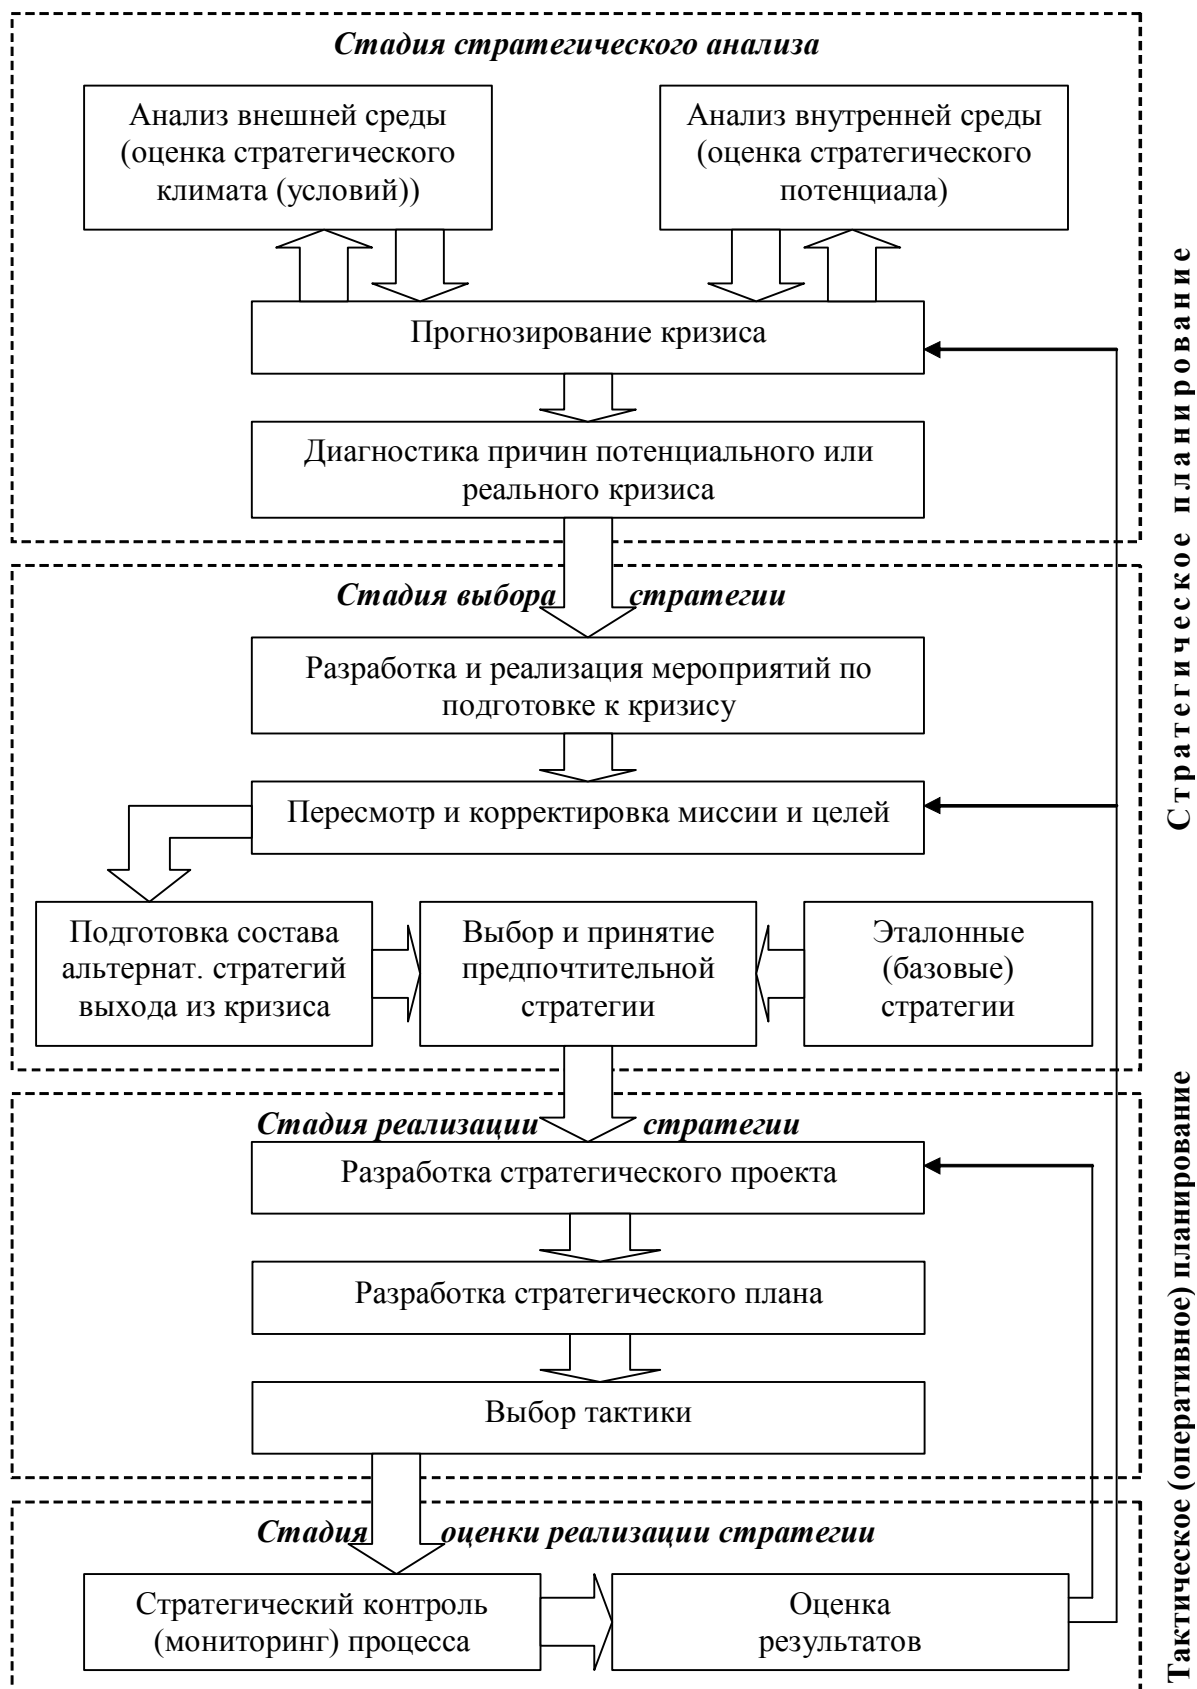 Стадия стратегического анализа
Анализ внешней среды
(оценка стратегического
климата (условий))
Анализ внутренней среды
(оценка стратегического
потенциала)
Прогнозирование кризиса
Диагностика причин потенциального или
реального кризиса
Стадия выбора стратегии
Разработка и реализация мероприятий по
подготовке к кризису
Пересмотр и корректировка миссии и целей
Подготовка состава
альтернат. стратегий
выхода из кризиса
Выбор и принятие
предпочтительной
стратегии
Эталонные
(базовые)
стратегии
Стратегическое планирование
Стадия реализации стратегии
Разработка стратегического проекта
Разработка стратегического плана
Выбор тактики
Стадия оценки реализации стратегии
Стратегический контроль
(мониторинг) процесса
Оценка
результатов
Тактическое (оперативное) планирование